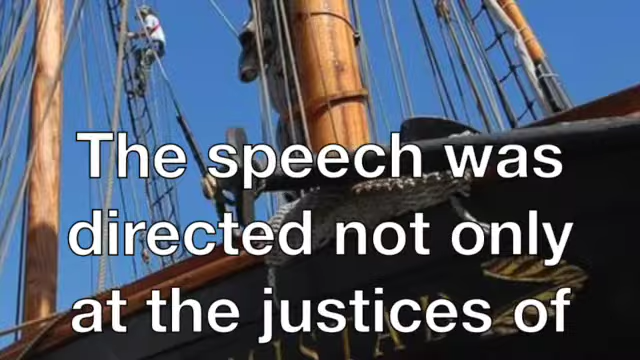 The speech was
directed not only
at the justices of